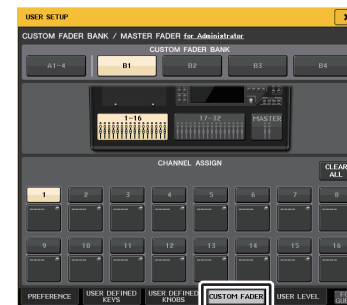 USER SETUP
CUSTOM FADER BANK / MASTER FADER for Administrator
CUSTOM FADER BANK
A1-4 B1 B2 B3 B4
1-16 17-32 MASTER
CHANNEL ASSIGN
CLEAR ALL
1 2 3 4 5 6 7 8
---- ---- ---- ---- ---- ---- ---- ----
9 10 11 12 13 14 15 16
---- ---- ---- ---- ---- ---- ---- ----
PREFERENCE USER DEFINED KEYS USER DEFINED KNOBS CUSTOM FADER USER LEVEL